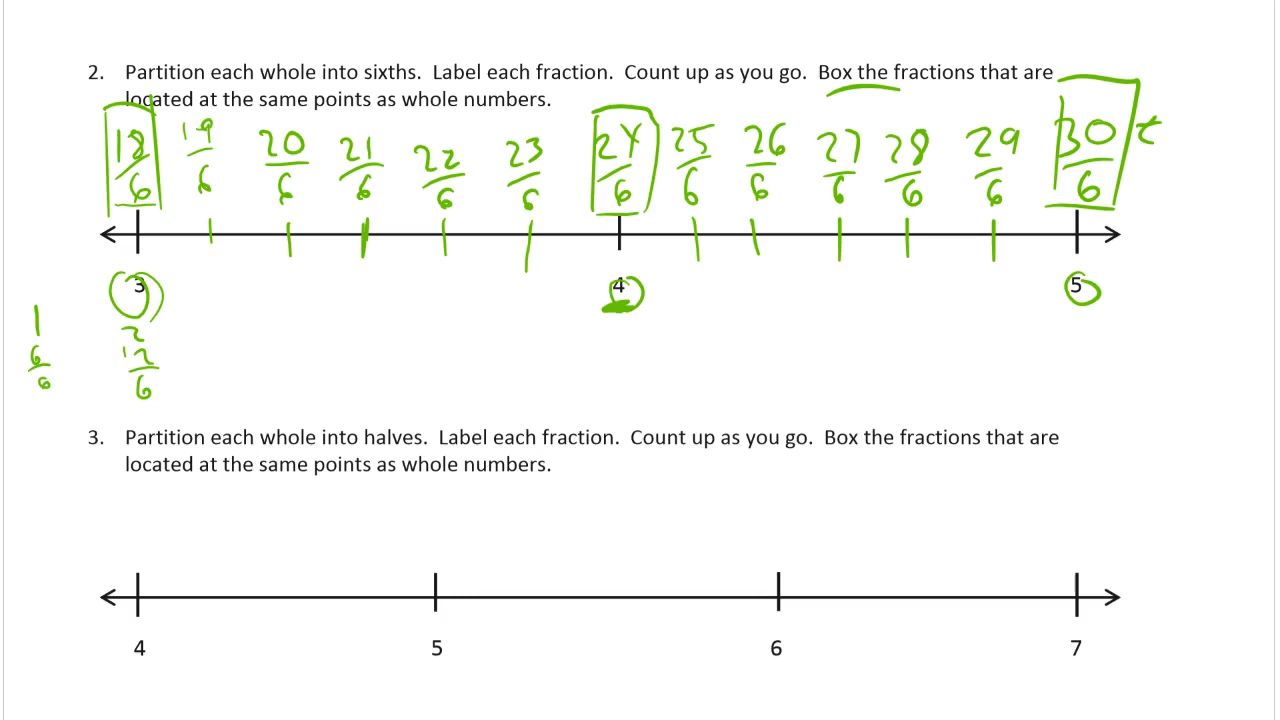 2. Partition each whole into sixths. Label each fraction. Count up as you go. Box the fractions that are
located at the same points as whole numbers.
18/6 19/6 20/6 21/6 22/6 23/6 24/6 25/6 26/6 27/6 28/6 29/6 30/6 t
3 4 5
1 2
6/6 12/6
3. Partition each whole into halves. Label each fraction. Count up as you go. Box the fractions that are
located at the same points as whole numbers.
4 5 6 7